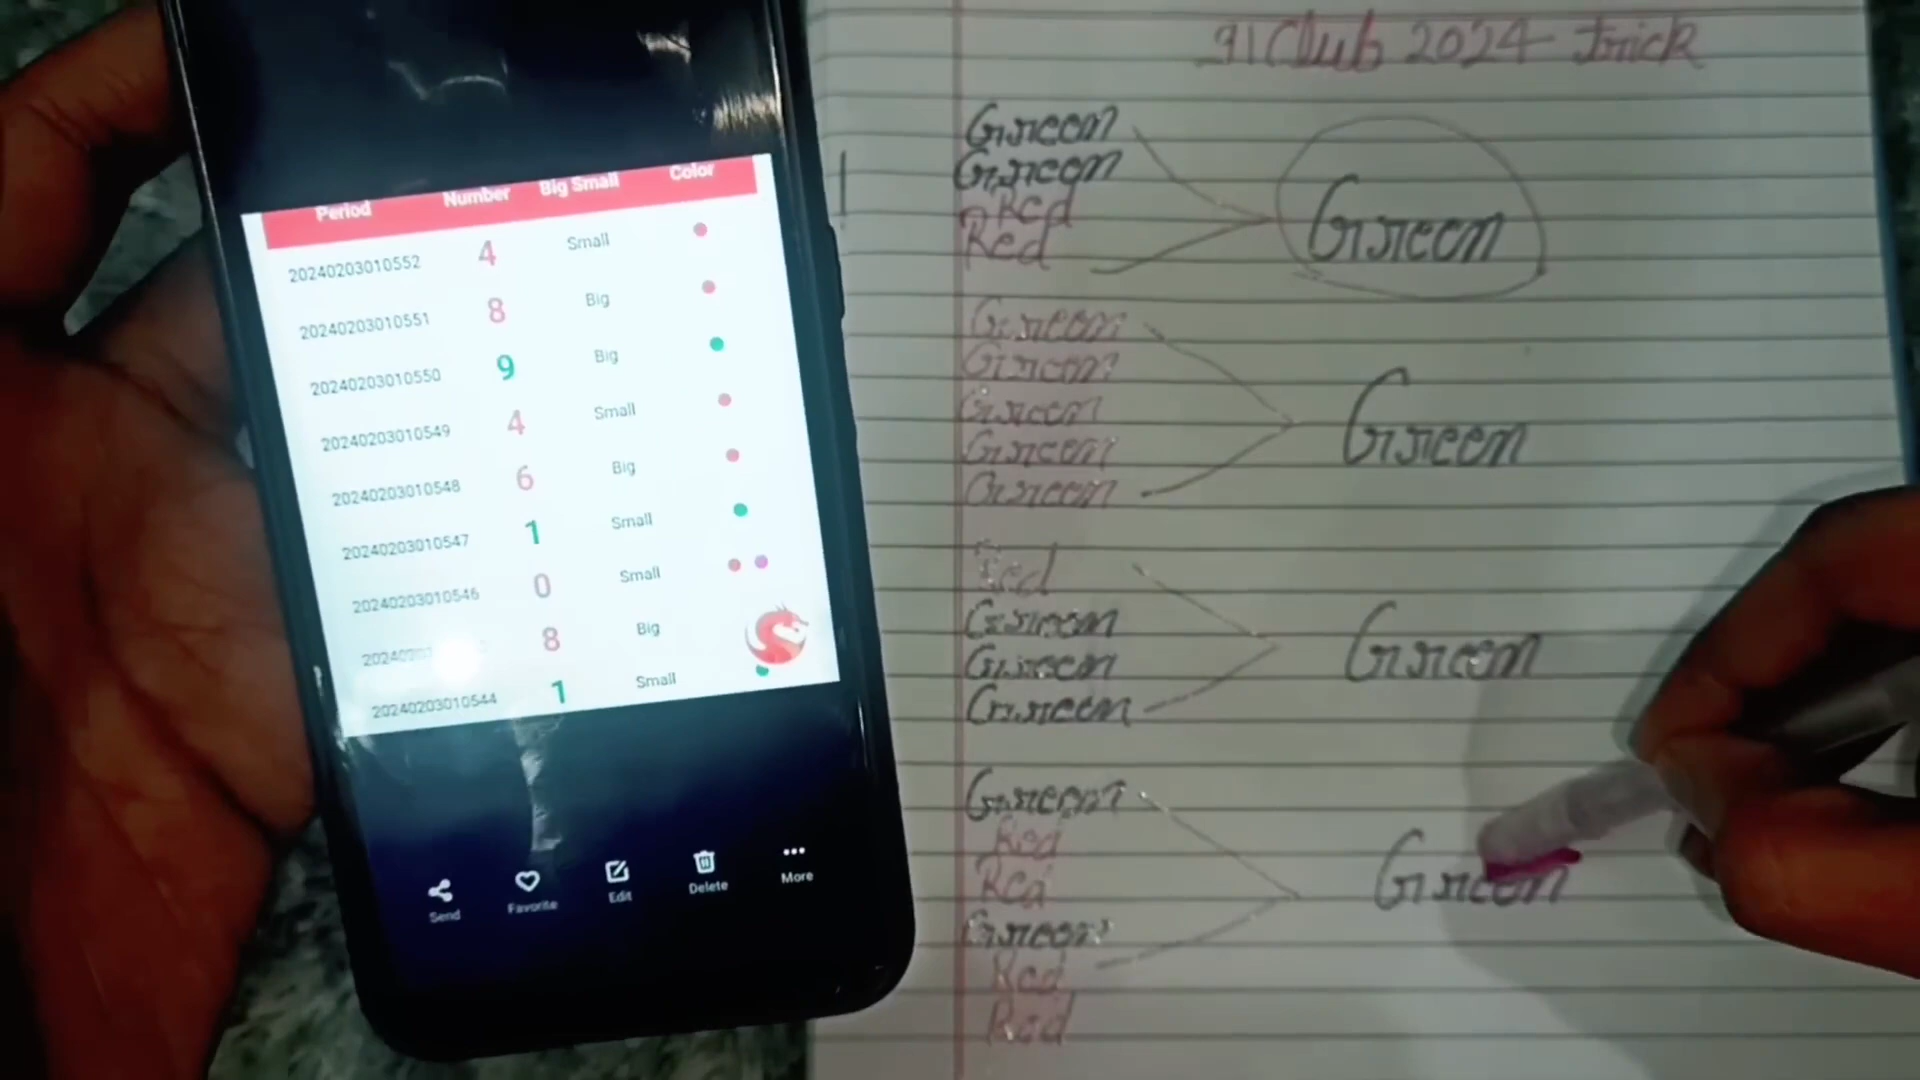 Period Number Big Small Color
20240203010552 4 Small
20240203010551 8 Big
20240203010550 9 Big
20240203010549 4 Small
20240203010548 6 Big
20240203010547 1 Small
20240203010546 0 Small
8 Big
20240203010544 1 Small
Send Favorite Edit Delete More
91 Club 2024 trick
Green
Green
Red
Red
Green
Green
Green
Green
Green
Green
Green
Red
Green
Green
Green
Green
Green
Red
Red
Green
Red
Red
Green